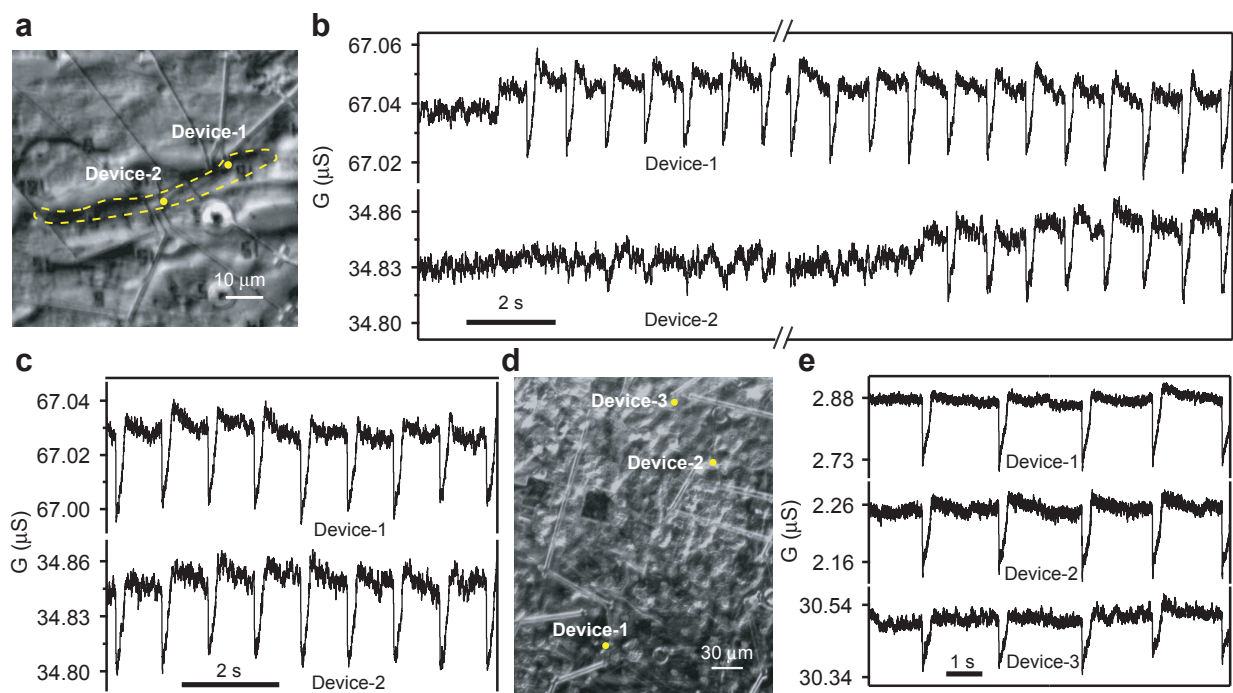 a
Device-1
Device-2
10 μm
b
G (μS)
67.06
67.04
67.02
Device-1
34.86
34.83
34.80
2 s
Device-2
c
G (μS)
67.04
67.02
67.00
Device-1
34.86
34.83
34.80
2 s
Device-2
d
Device-3
Device-2
Device-1
30 μm
e
G (μS)
2.88
2.73
Device-1
2.26
2.16
Device-2
30.54
30.34
1 s
Device-3